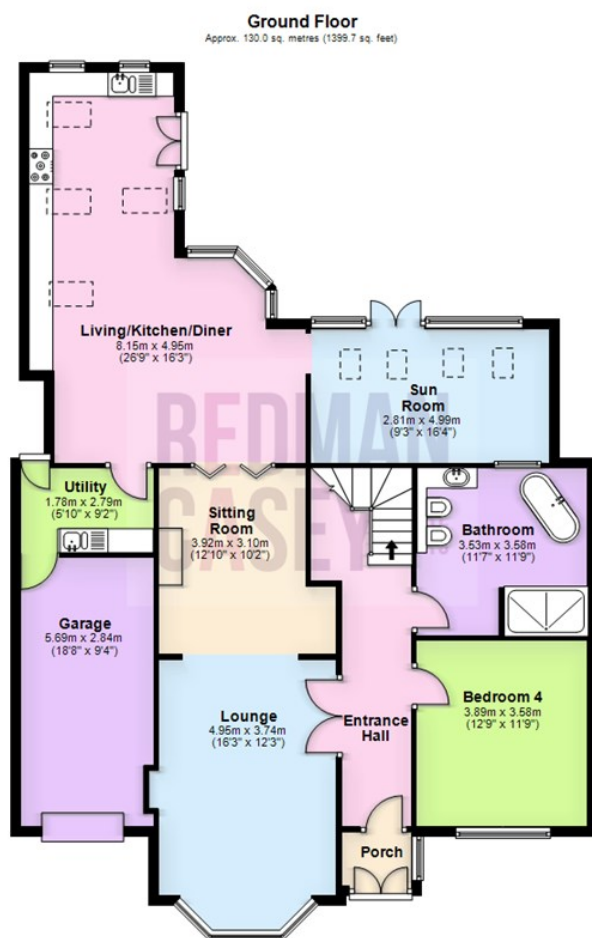 Ground Floor
Approx. 130.0 sq. metres (1399.7 sq. feet)
Living/Kitchen/Diner
8.15m x 4.95m
(26'9" x 16'3")
Sun
Room
2.81m x 4.99m
(9'3" x 16'4")
REDMAN
CASEY
Utility
1.78m x 2.79m
(5'10" x 9'2")
Sitting
Room
3.92m x 3.10m
(12'10" x 10'2")
Bathroom
3.53m x 3.58m
(11'7" x 11'9")
Garage
5.69m x 2.84m
(18'8" x 9'4")
Lounge
4.95m x 3.74m
(16'3" x 12'3")
Entrance
Hall
Bedroom 4
3.89m x 3.58m
(12'9" x 11'9")
Porch